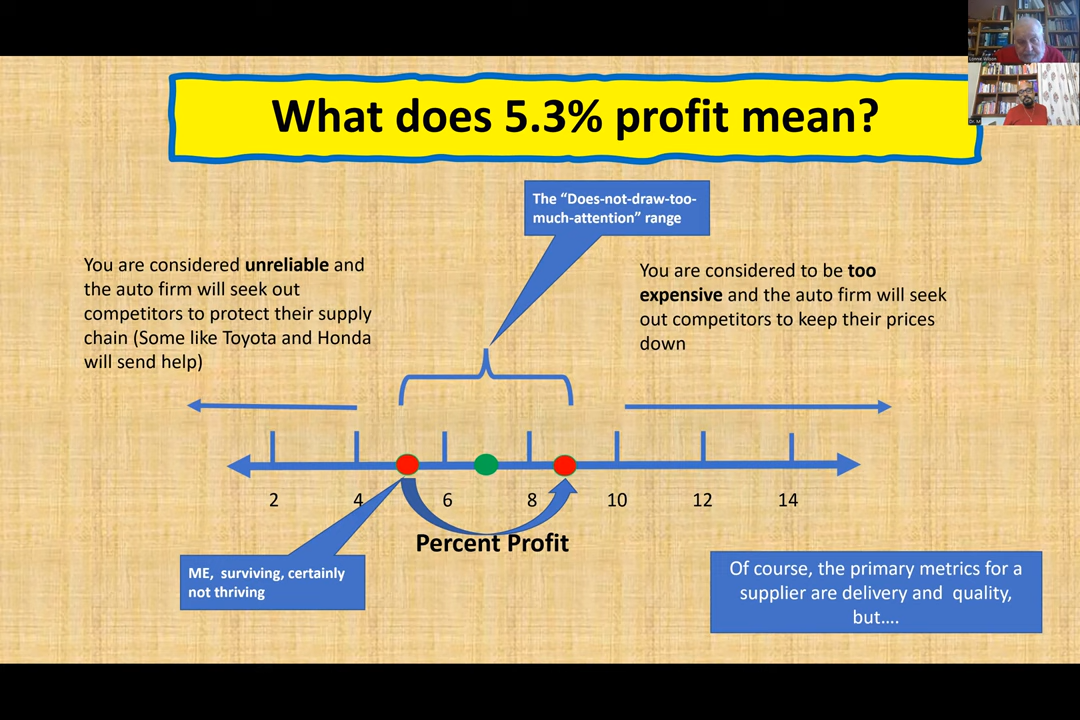 What does 5.3% profit mean?
Lonnie Wilson
Dr. M
The “Does-not-draw-too-
much-attention” range
You are considered unreliable and
the auto firm will seek out
competitors to protect their supply
chain (Some like Toyota and Honda
will send help)
You are considered to be too
expensive and the auto firm will seek
out competitors to keep their prices
down
2 4 6 8 10 12 14
Percent Profit
ME, surviving, certainly
not thriving
Of course, the primary metrics for a
supplier are delivery and quality,
but....